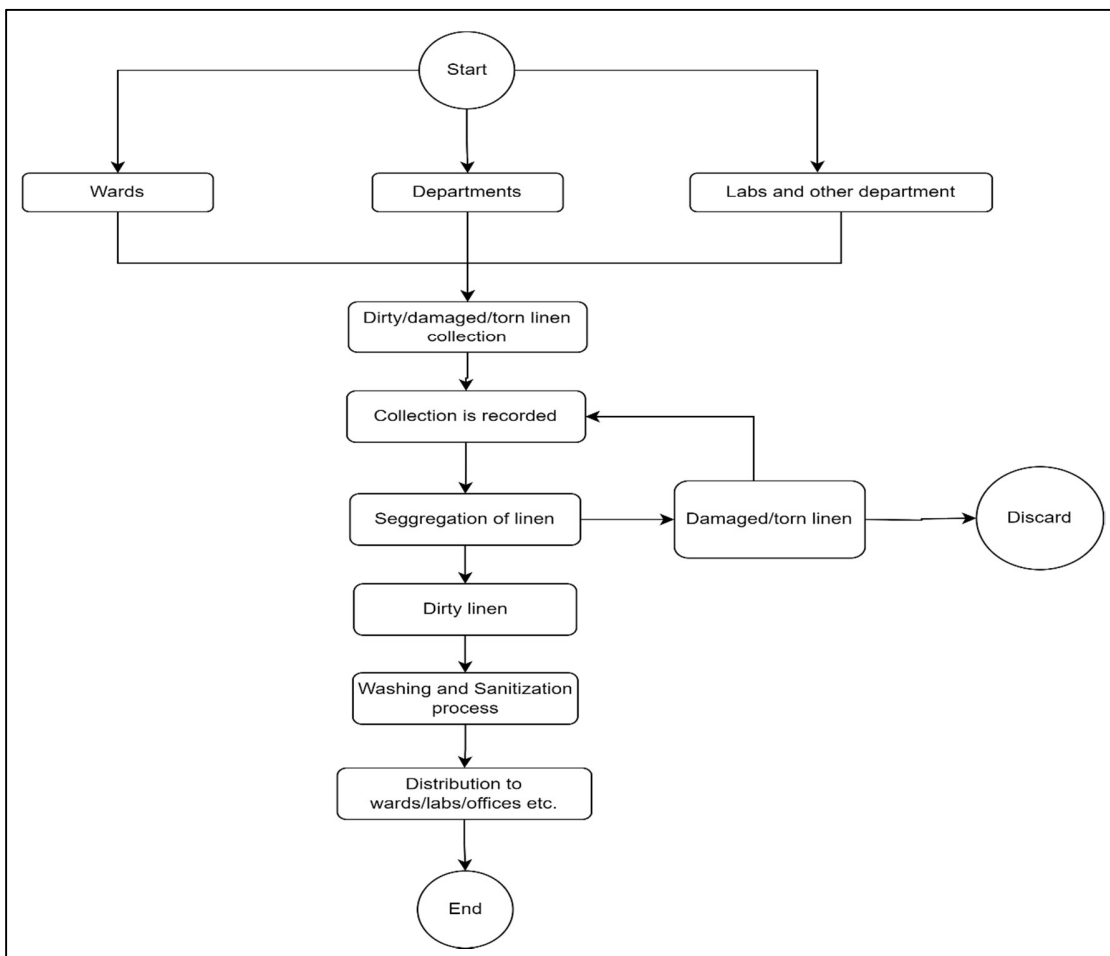 Start
Wards
Departments
Labs and other department
Dirty/damaged/torn linen
collection
Collection is recorded
Seggregation of linen
Damaged/torn linen
Discard
Dirty linen
Washing and Sanitization
process
Distribution to
wards/labs/offices etc.
End